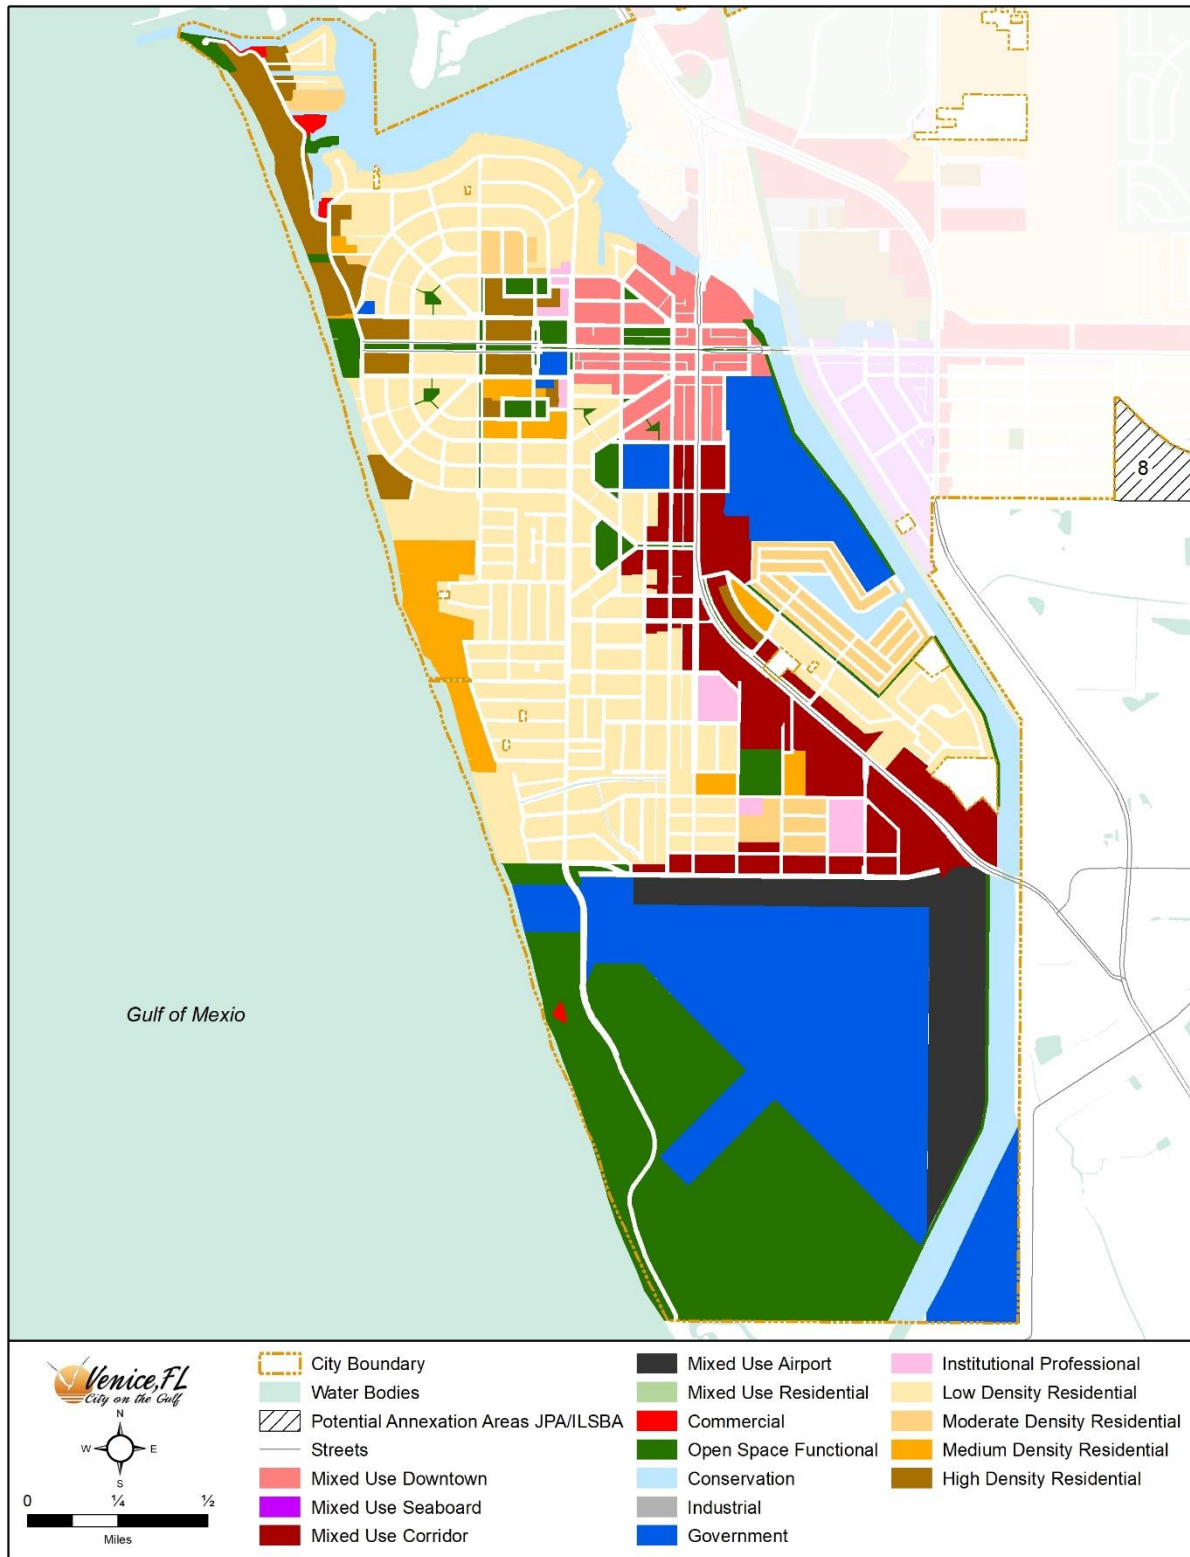 8
Gulf of Mexio
Venice, FL
City on the Gulf
N
W E
S
0 ¼ ½
Miles
City Boundary
Water Bodies
Potential Annexation Areas JPA/ILSBA
Streets
Mixed Use Downtown
Mixed Use Seaboard
Mixed Use Corridor
Mixed Use Airport
Mixed Use Residential
Commercial
Open Space Functional
Conservation
Industrial
Government
Institutional Professional
Low Density Residential
Moderate Density Residential
Medium Density Residential
High Density Residential